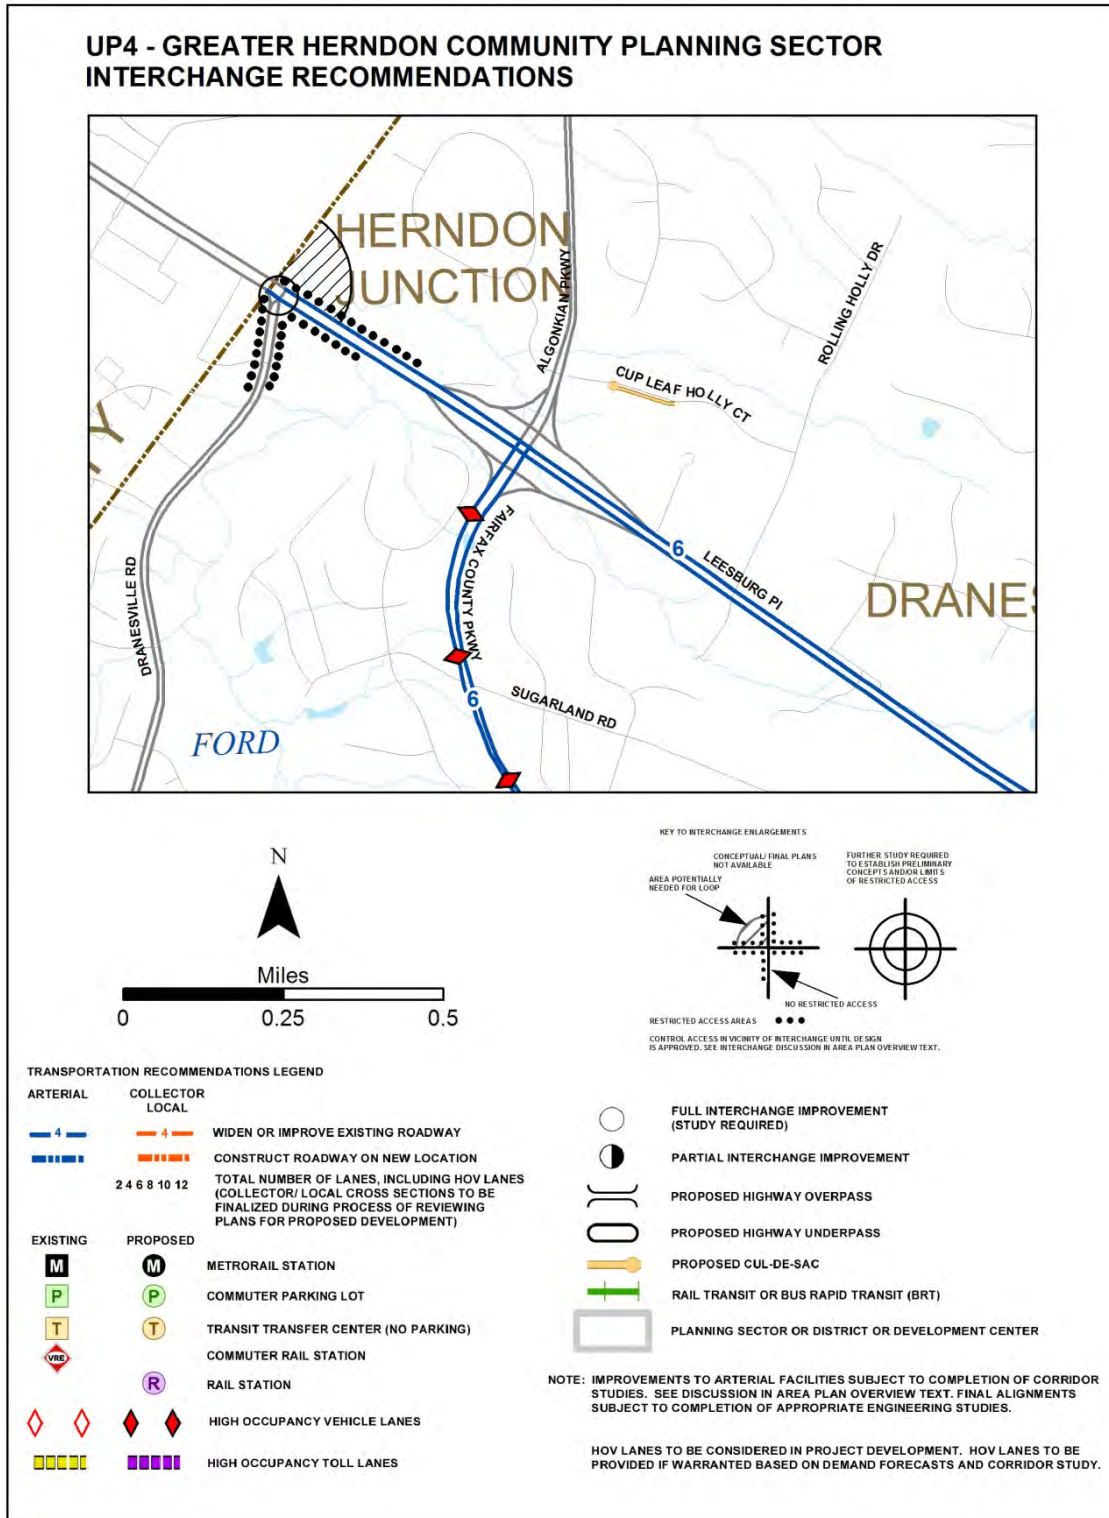 UP4 - GREATER HERNDON COMMUNITY PLANNING SECTOR
INTERCHANGE RECOMMENDATIONS
HERNDON
JUNCTION
ALGONKIAN PKWY
ROLLING HOLLY DR
CUP LEAF HOLLY CT
FAIRFAX COUNTY PKWY
6
LEESBURG PI
DRANES
DRANESVILLE RD
6
SUGARLAND RD
FORD
Y
N
Miles
0 0.25 0.5
KEY TO INTERCHANGE ENLARGEMENTS
CONCEPTUAL/ FINAL PLANS
NOT AVAILABLE
AREA POTENTIALLY
NEEDED FOR LOOP
FURTHER STUDY REQUIRED
TO ESTABLISH PRELIMINARY
CONCEPTS AND/OR LIMITS
OF RESTRICTED ACCESS
NO RESTRICTED ACCESS
RESTRICTED ACCESS AREAS
CONTROL ACCESS IN VICINITY OF INTERCHANGE UNTIL DESIGN
IS APPROVED. SEE INTERCHANGE DISCUSSION IN AREA PLAN OVERVIEW TEXT.
TRANSPORTATION RECOMMENDATIONS LEGEND
ARTERIAL COLLECTOR
LOCAL
4 4 WIDEN OR IMPROVE EXISTING ROADWAY
CONSTRUCT ROADWAY ON NEW LOCATION
2 4 6 8 10 12 TOTAL NUMBER OF LANES, INCLUDING HOV LANES
(COLLECTOR/ LOCAL CROSS SECTIONS TO BE
FINALIZED DURING PROCESS OF REVIEWING
PLANS FOR PROPOSED DEVELOPMENT)
EXISTING PROPOSED
M M METRORAIL STATION
P P COMMUTER PARKING LOT
T T TRANSIT TRANSFER CENTER (NO PARKING)
VRE COMMUTER RAIL STATION
R RAIL STATION
HIGH OCCUPANCY VEHICLE LANES
HIGH OCCUPANCY TOLL LANES
FULL INTERCHANGE IMPROVEMENT
(STUDY REQUIRED)
PARTIAL INTERCHANGE IMPROVEMENT
PROPOSED HIGHWAY OVERPASS
PROPOSED HIGHWAY UNDERPASS
PROPOSED CUL-DE-SAC
RAIL TRANSIT OR BUS RAPID TRANSIT (BRT)
PLANNING SECTOR OR DISTRICT OR DEVELOPMENT CENTER
NOTE: IMPROVEMENTS TO ARTERIAL FACILITIES SUBJECT TO COMPLETION OF CORRIDOR
STUDIES. SEE DISCUSSION IN AREA PLAN OVERVIEW TEXT. FINAL ALIGNMENTS
SUBJECT TO COMPLETION OF APPROPRIATE ENGINEERING STUDIES.
HOV LANES TO BE CONSIDERED IN PROJECT DEVELOPMENT. HOV LANES TO BE
PROVIDED IF WARRANTED BASED ON DEMAND FORECASTS AND CORRIDOR STUDY.